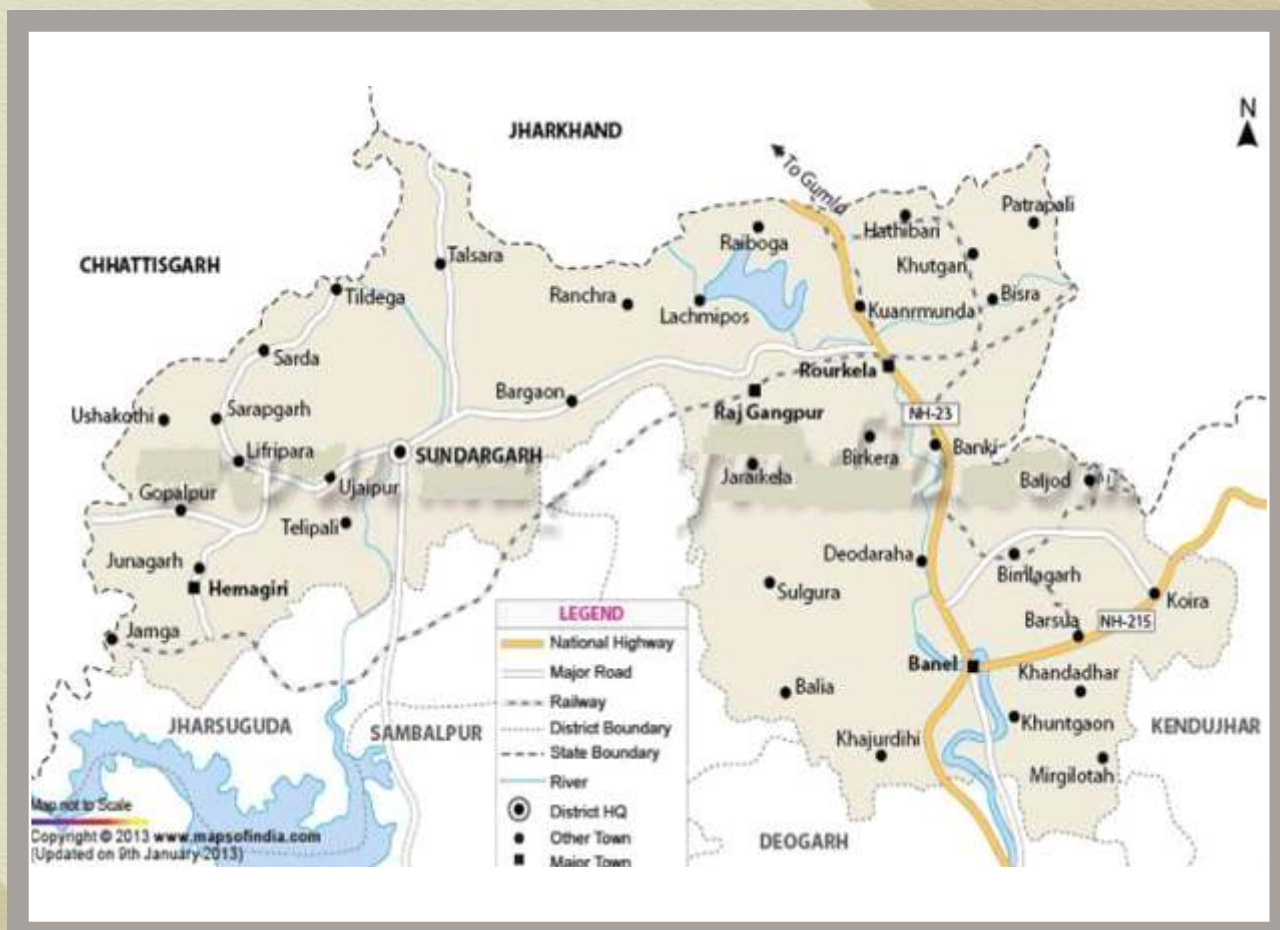 N
JHARKHAND
To Gumla
Patrapali
Hathibari
Raiboga
Khutgan
Talsara
CHHATTISGARH
Tildega
Ranchra
Lachmipos
Kuanrmunda
Bisra
Sarda
Rourkela
Bargaon
Raj Gangpur
Ushakothi
Sarapgarh
NH-23
Lifripara
SUNDARGARH
Birkera
Banki
Jaraikela
Baljod
Gopalpur
Ujaipur
Telipali
Deodaraha
Junagarh
Bimlagarh
Hemagiri
Sulgura
Koira
Barsua
NH-215
Jamga
Banel
Khandadhar
Balia
JHARSUGUDA
SAMBALPUR
Khuntgaon
KENDUJHAR
Khajurdihi
Mirgilotah
DEOGARH
LEGEND
National Highway
Major Road
Railway
District Boundary
State Boundary
River
District HQ
Other Town
Major Town
Map not to Scale
Copyright © 2013 www.mapsofindia.com
(Updated on 9th January 2013)